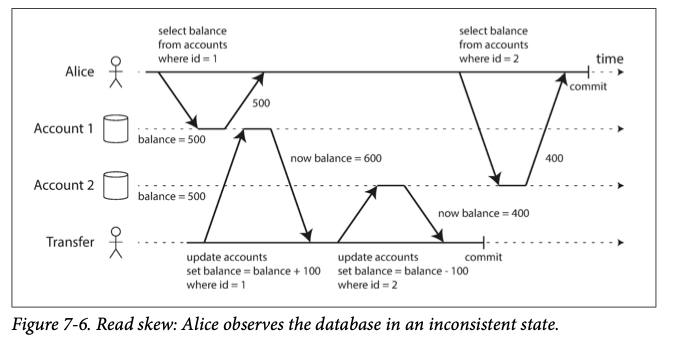 select balance
from accounts
where id = 1
select balance
from accounts
where id = 2
time
Alice
commit
500
Account 1
balance = 500
now balance = 600
400
Account 2
balance = 500
now balance = 400
Transfer
update accounts
set balance = balance + 100
where id = 1
update accounts
set balance = balance - 100
where id = 2
commit
Figure 7-6. Read skew: Alice observes the database in an inconsistent state.